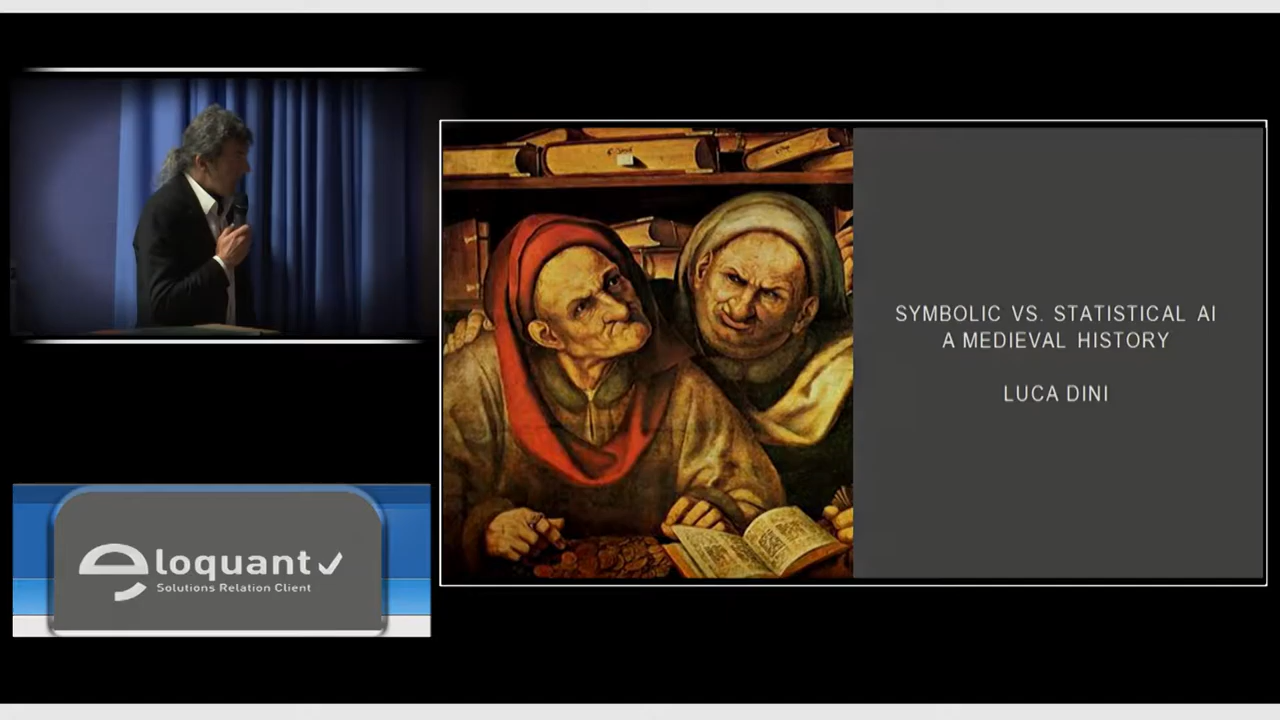 eloquant
Solutions Relation Client
SYMBOLIC VS. STATISTICAL AI
A MEDIEVAL HISTORY
LUCA DINI